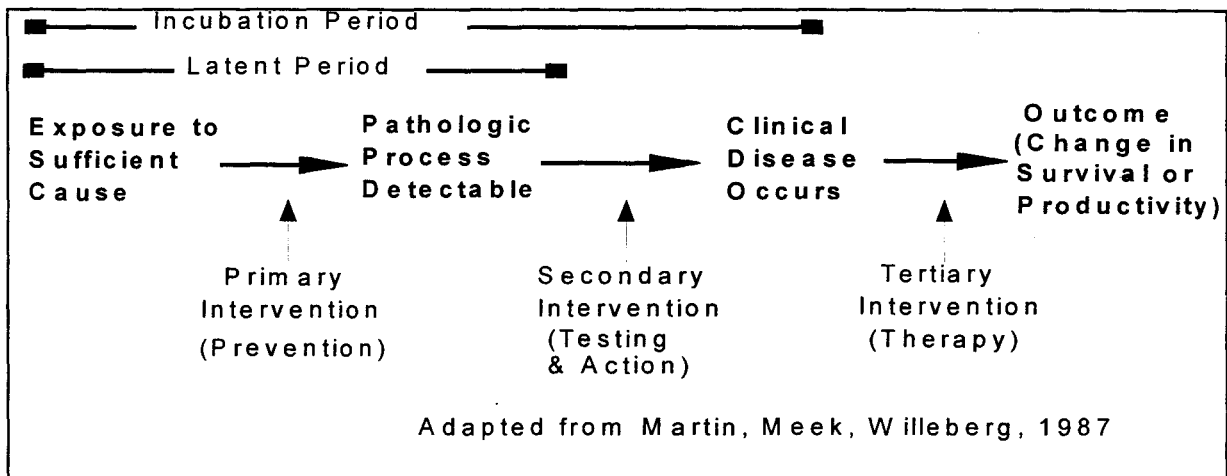 Incubation Period
Latent Period
Exposure to
Sufficient
Cause
Pathologic
Process
Detectable
Clinical
Disease
Occurs
Outcome
(Change in
Survival or
Productivity)
Primary
Intervention
(Prevention)
Secondary
Intervention
(Testing
& Action)
Tertiary
Intervention
(Therapy)
Adapted from Martin, Meek, Willeberg, 1987